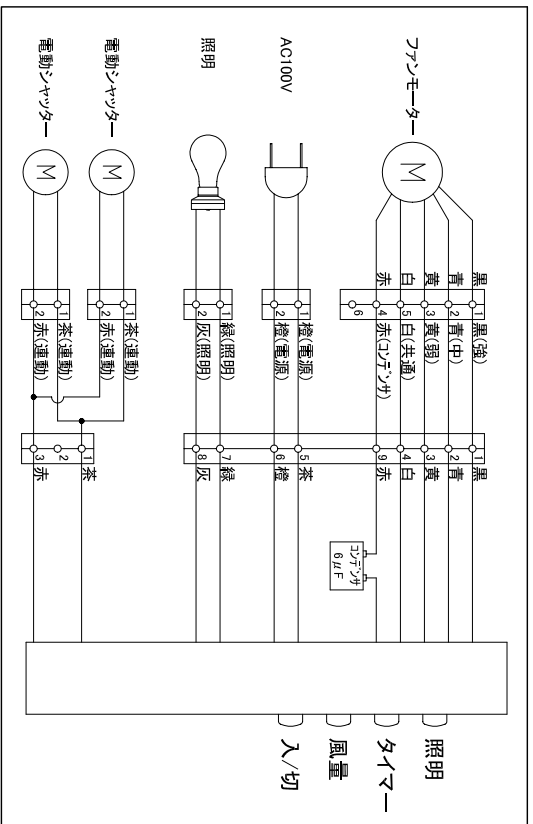 ファンモーター
AC100V
照明
電動シャッター
電動シャッター
黒
青
黄
白
赤
1 黒(強)
2 青(中)
3 黄(弱)
5 白(共通)
4 赤(コンデンサ)
6
1 橙(電源)
2 橙(電源)
1 緑(照明)
2 灰(照明)
1 茶(連動)
2 赤(連動)
1 茶(連動)
2 赤(連動)
1 黒
2 青
3 黄
4 白
9 赤
5 茶
6 橙
7 緑
8 灰
1 茶
2
3 赤
コンデンサ
6μF
照明
タイマー
風量
入/切
M
M
M